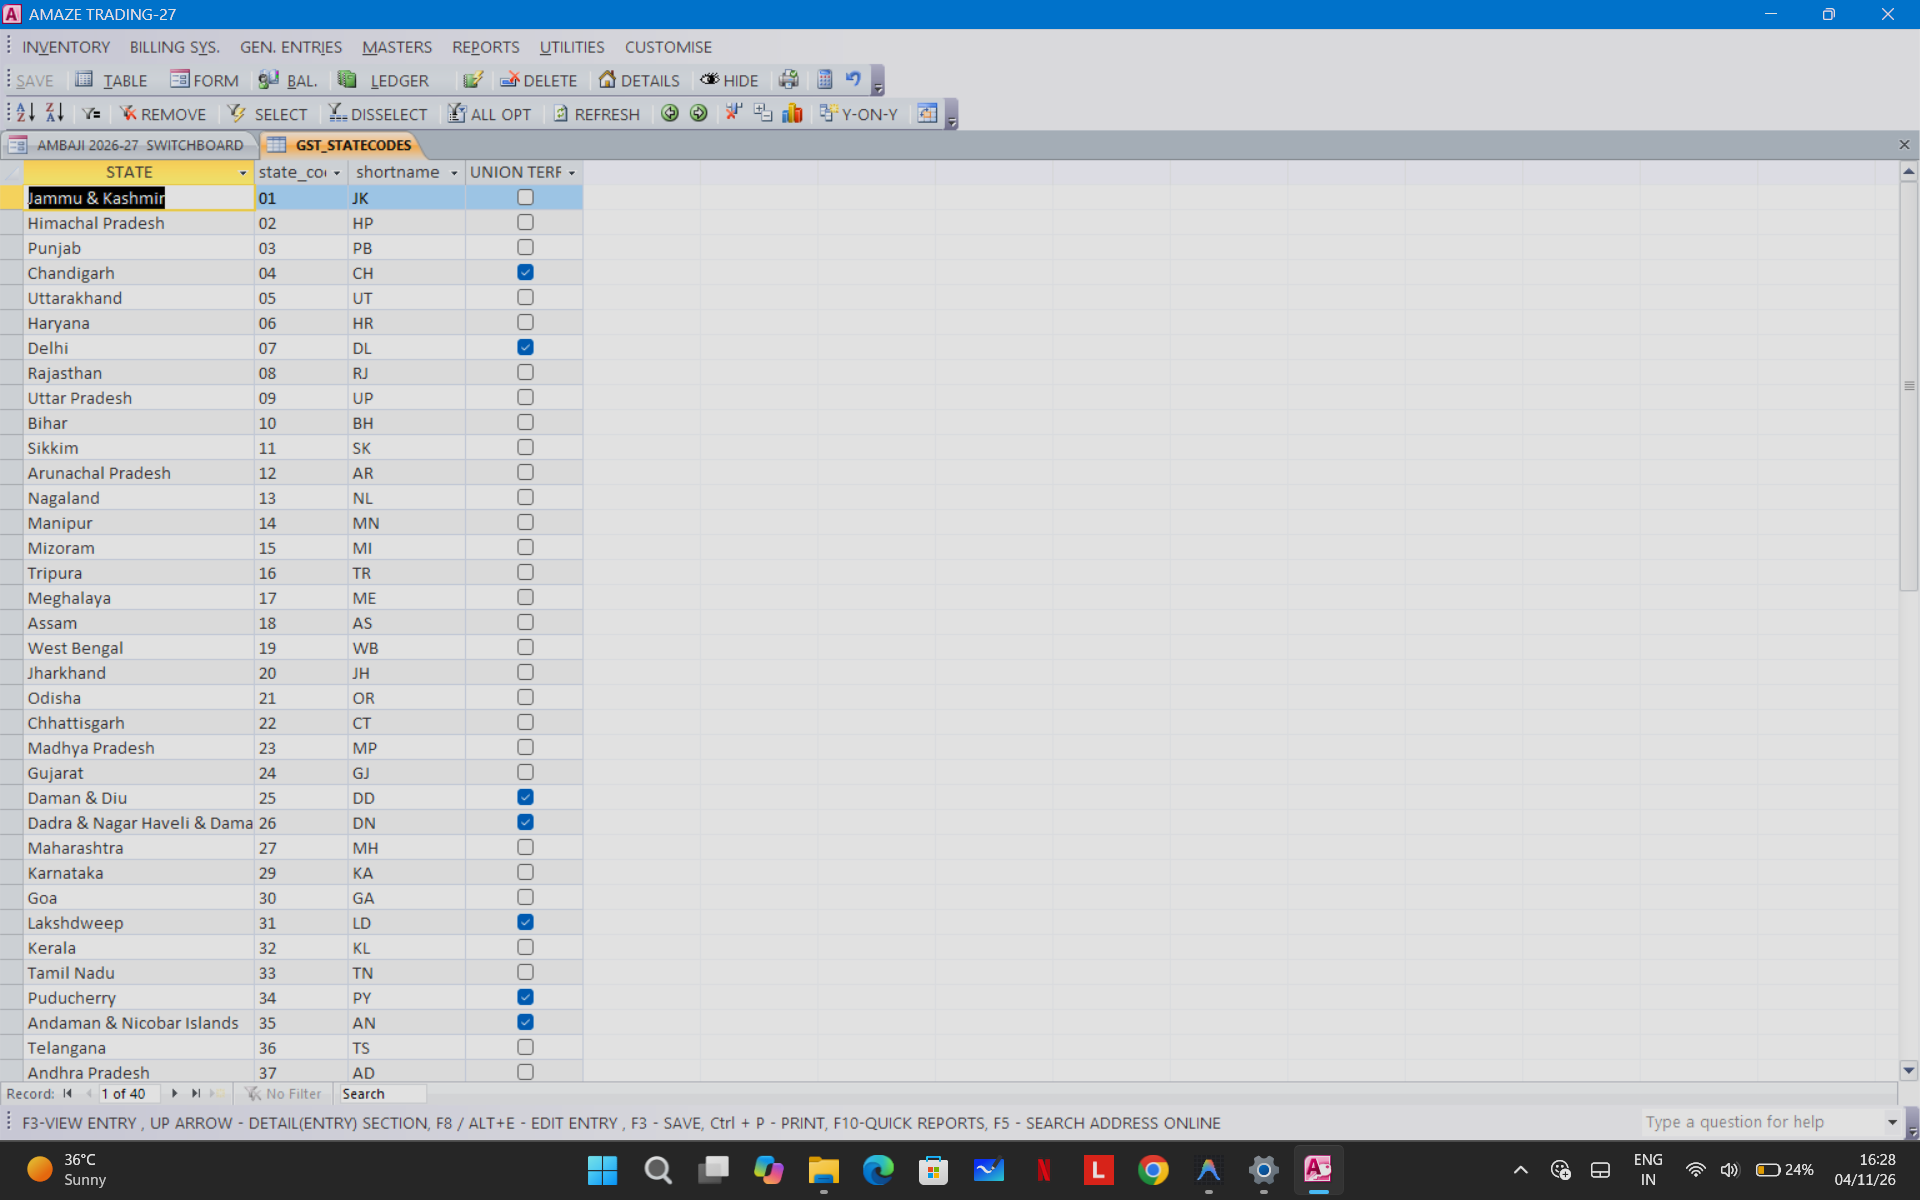 AMAZE TRADING-27
INVENTORY BILLING SYS. GEN. ENTRIES MASTERS REPORTS UTILITIES CUSTOMISE
SAVE TABLE FORM BAL. LEDGER DELETE DETAILS HIDE
REMOVE SELECT DISSELECT ALL OPT REFRESH Y-ON-Y
AMBAJI 2026-27 SWITCHBOARD GST_STATECODES
STATE state_co shortname UNION TERF
Jammu & Kashmir 01 JK
Himachal Pradesh 02 HP
Punjab 03 PB
Chandigarh 04 CH
Uttarakhand 05 UT
Haryana 06 HR
Delhi 07 DL
Rajasthan 08 RJ
Uttar Pradesh 09 UP
Bihar 10 BH
Sikkim 11 SK
Arunachal Pradesh 12 AR
Nagaland 13 NL
Manipur 14 MN
Mizoram 15 MI
Tripura 16 TR
Meghalaya 17 ME
Assam 18 AS
West Bengal 19 WB
Jharkhand 20 JH
Odisha 21 OR
Chhattisgarh 22 CT
Madhya Pradesh 23 MP
Gujarat 24 GJ
Daman & Diu 25 DD
Dadra & Nagar Haveli & Dama 26 DN
Maharashtra 27 MH
Karnataka 29 KA
Goa 30 GA
Lakshdweep 31 LD
Kerala 32 KL
Tamil Nadu 33 TN
Puducherry 34 PY
Andaman & Nicobar Islands 35 AN
Telangana 36 TS
Andhra Pradesh 37 AD
Record: 1 of 40 No Filter Search
F3-VIEW ENTRY , UP ARROW - DETAIL(ENTRY) SECTION, F8 / ALT+E - EDIT ENTRY , F3 - SAVE, Ctrl + P - PRINT, F10-QUICK REPORTS, F5 - SEARCH ADDRESS ONLINE Type a question for help
36°C
Sunny
ENG
IN
24%
16:28
04/11/26